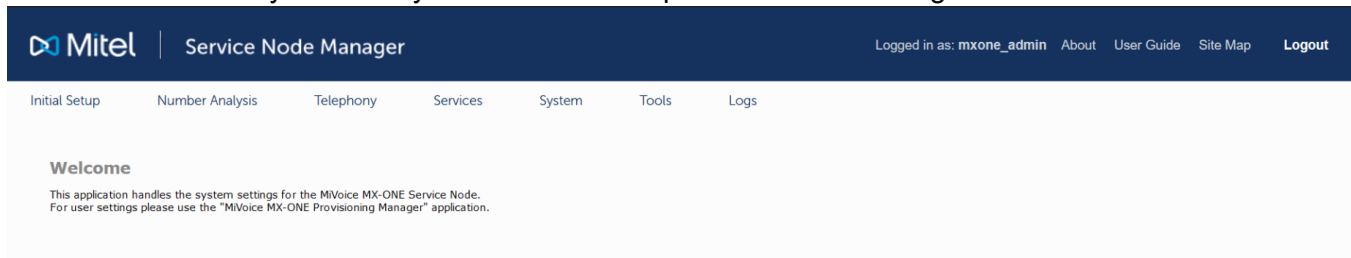 Mitel Service Node Manager Logged in as: mxone_admin About User Guide Site Map Logout
Initial Setup Number Analysis Telephony Services System Tools Logs
Welcome
This application handles the system settings for the MiVoice MX-ONE Service Node.
For user settings please use the "MiVoice MX-ONE Provisioning Manager" application.